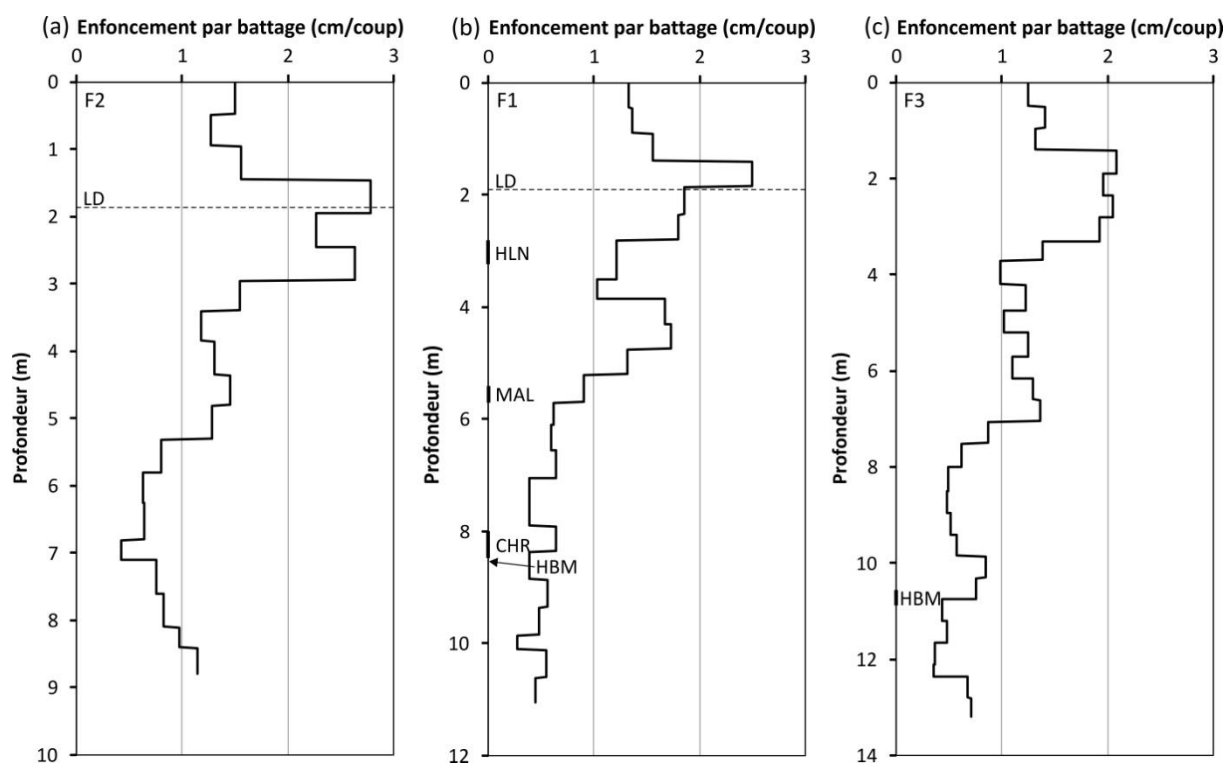 (a) Enfoncement par battage (cm/coup)
0 1 2 3
0
F2
1
LD
2
3
4
5
6
7
8
9
10
Profondeur (m)
(b) Enfoncement par battage (cm/coup)
0 1 2 3
0
F1
LD
2
HLN
4
MAL
6
8
CHR
HBM
10
12
Profondeur (m)
(c) Enfoncement par battage (cm/coup)
0 1 2 3
0
F3
2
4
6
8
10
HBM
12
14
Profondeur (m)